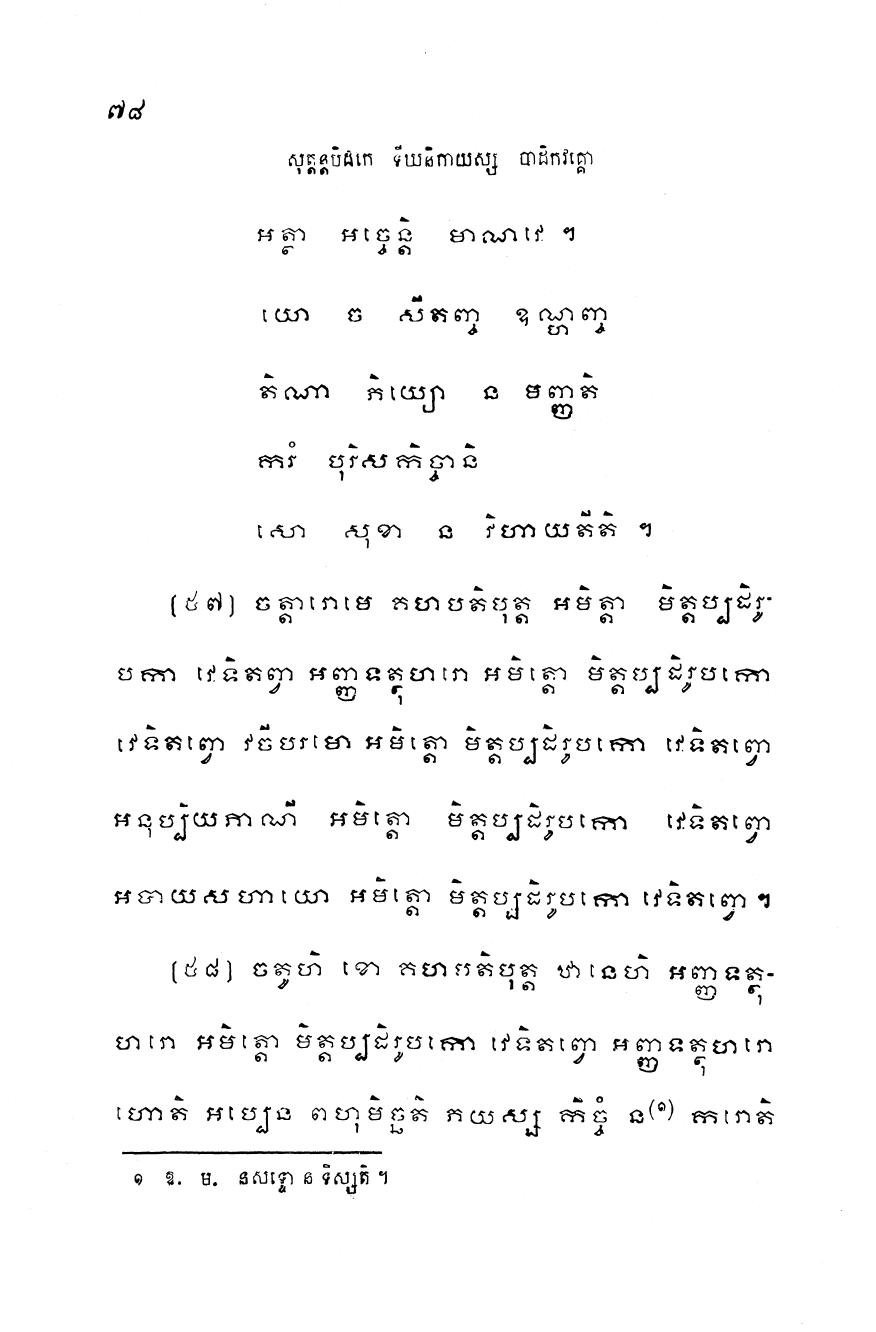 ៧៨
សុត្តន្តបិដកេ ទីឃនិកាយស្ស បាដិកវគ្គោ
អត្ថា អច្ចេន្តិ មាណវេ ។
យោ ច សីតញ្ច ឧណ្ហញ្ច
តិណា ភិយ្យោ ន មញ្ញតិ
ករំ បុរិសកិច្ចានិ
សោ សុខា ន វិហាយតីតិ ។
(៥៧) ចត្តារោមេ គហបតិបុត្ត អមិត្តា មិត្តប្បដិរូ-
បកា វេទិតព្វា អញ្ញទត្ថុហរោ អមិត្តោ មិត្តប្បដិរូបកោ
វេទិតព្វោ វចីបរមោ អមិត្តោ មិត្តប្បដិរូបកោ វេទិតព្វោ
អនុប្បិយភាណី អមិត្តោ មិត្តប្បដិរូបកោ វេទិតព្វោ
អបាយសហាយោ អមិត្តោ មិត្តប្បដិរូបកោ វេទិតព្វោ ។
(៥៨) ចតូហិ ខោ គហបតិបុត្ត ឋានេហិ អញ្ញទត្ថុ-
ហរោ អមិត្តោ មិត្តប្បដិរូបកោ វេទិតព្វោ អញ្ញទត្ថុហរោ
ហោតិ អប្បេន ពហុមិច្ឆតិ ភយស្ស កិច្ចំ ន(១) ករោតិ
១ ឱ. ម. នសទ្ទោ ន ទិស្សតិ ។